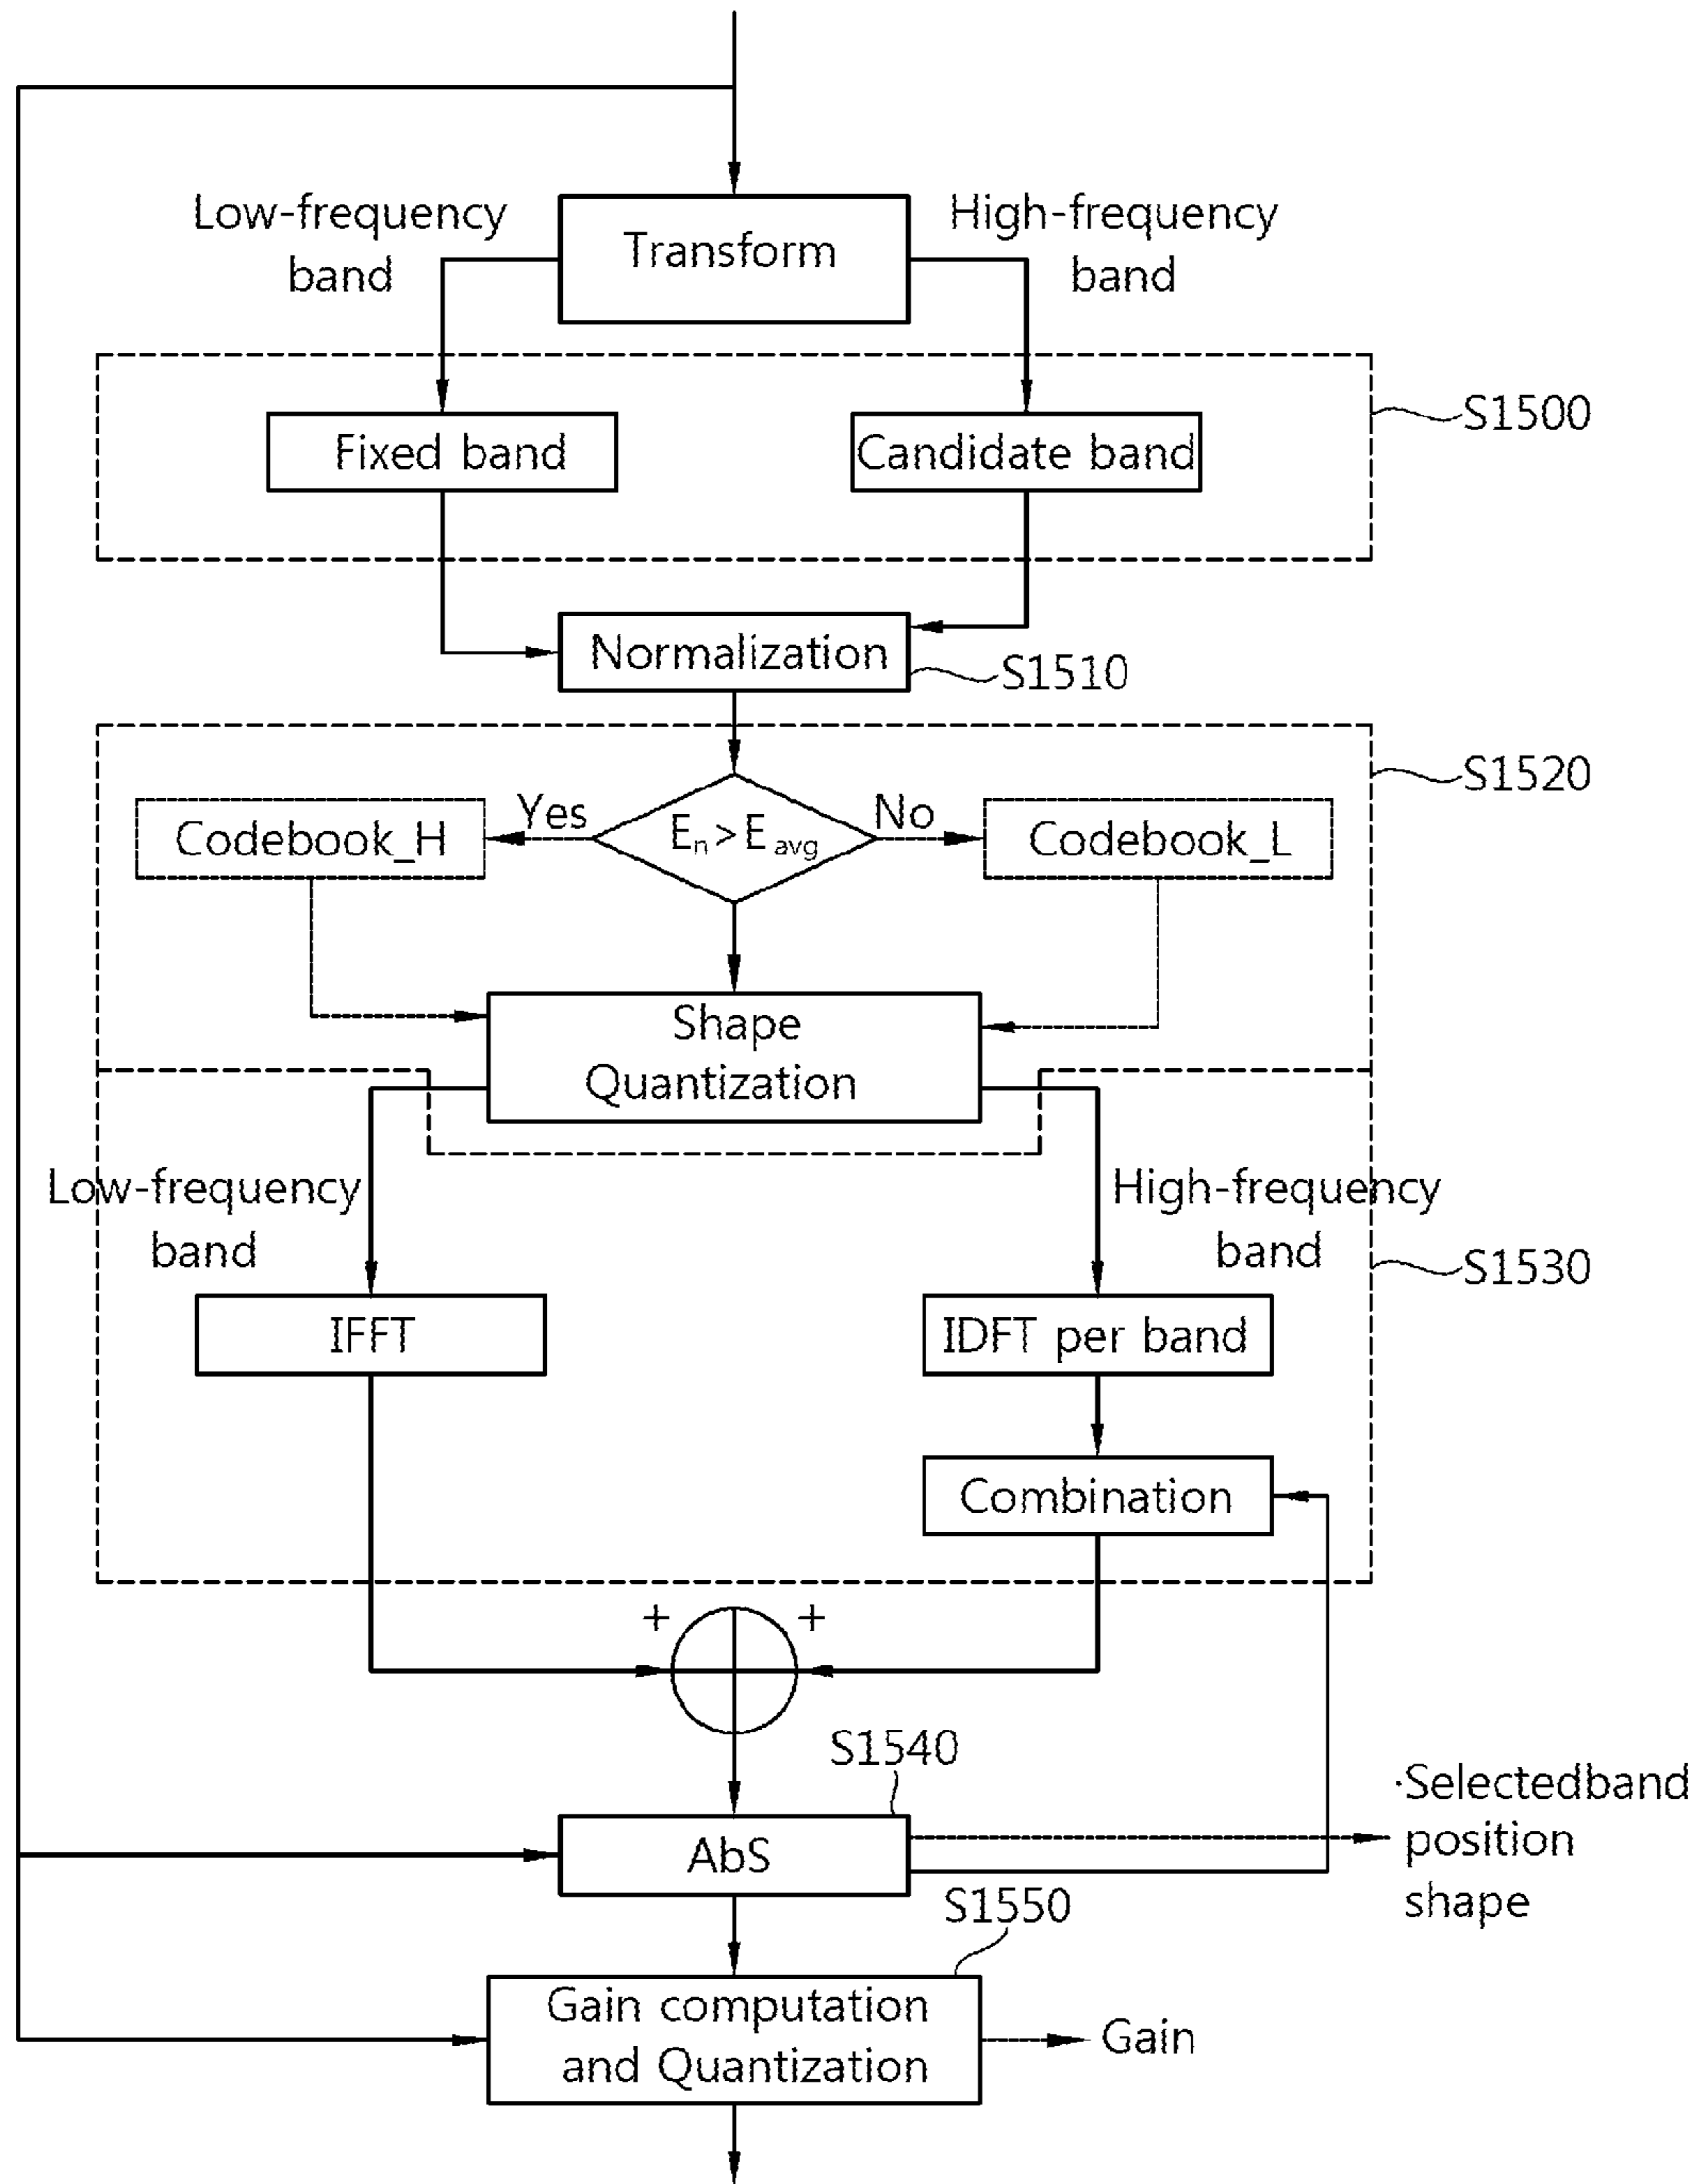 Low-frequency
band
Transform
High-frequency
band
Fixed band
Candidate band
S1500
Normalization
S1510
S1520
Codebook_H
Yes
En > E avg
No
Codebook_L
Shape
Quantization
Low-frequency
band
High-frequency
band
S1530
IFFT
IDFT per band
Combination
+
+
S1540
AbS
·Selectedband
position
shape
S1550
Gain computation
and Quantization
Gain